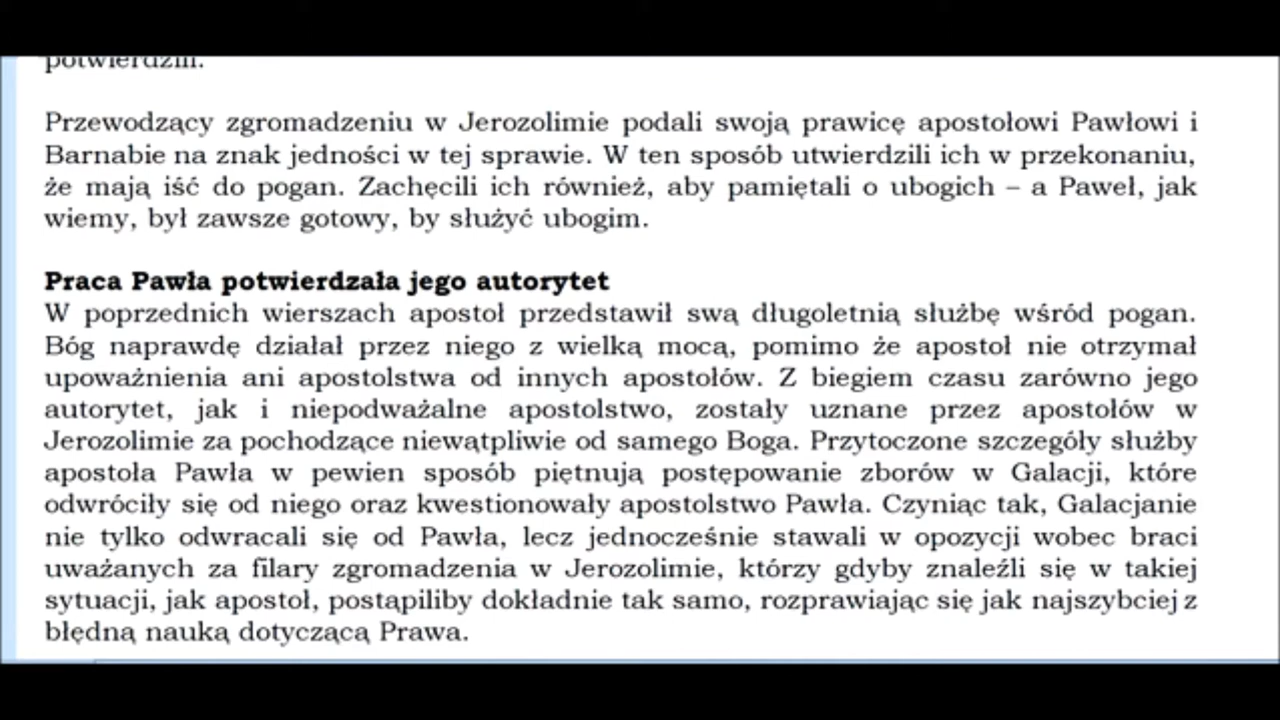 potwierdzili.
Przewodzący zgromadzeniu w Jerozolimie podali swoją prawicę apostołowi Pawłowi i
Barnabie na znak jedności w tej sprawie. W ten sposób utwierdzili ich w przekonaniu,
że mają iść do pogan. Zachęcili ich również, aby pamiętali o ubogich – a Paweł, jak
wiemy, był zawsze gotowy, by służyć ubogim.
Praca Pawła potwierdzała jego autorytet
W poprzednich wierszach apostoł przedstawił swą długoletnią służbę wśród pogan.
Bóg naprawdę działał przez niego z wielką mocą, pomimo że apostoł nie otrzymał
upoważnienia ani apostolstwa od innych apostołów. Z biegiem czasu zarówno jego
autorytet, jak i niepodważalne apostolstwo, zostały uznane przez apostołów w
Jerozolimie za pochodzące niewątpliwie od samego Boga. Przytoczone szczegóły służby
apostoła Pawła w pewien sposób piętnują postępowanie zborów w Galacji, które
odwróciły się od niego oraz kwestionowały apostolstwo Pawła. Czyniąc tak, Galacjanie
nie tylko odwracali się od Pawła, lecz jednocześnie stawali w opozycji wobec braci
uważanych za filary zgromadzenia w Jerozolimie, którzy gdyby znaleźli się w takiej
sytuacji, jak apostoł, postąpiliby dokładnie tak samo, rozprawiając się jak najszybciej z
błędną nauką dotyczącą Prawa.